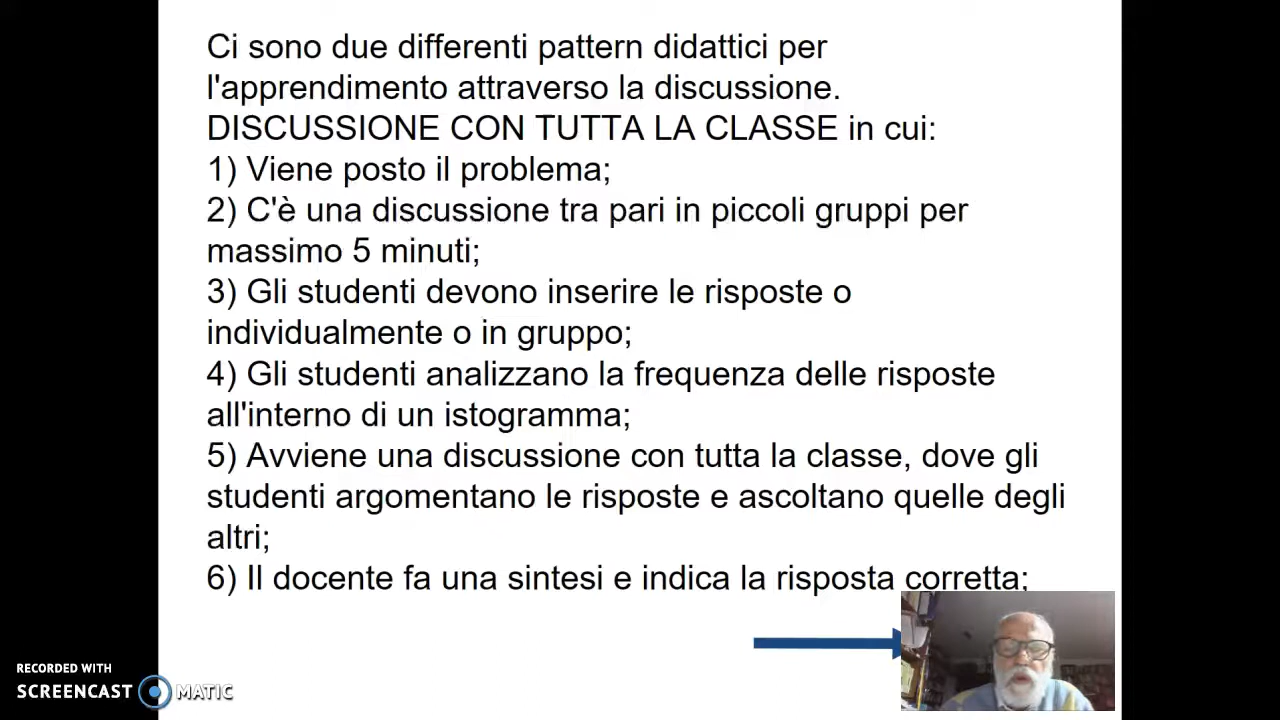 Ci sono due differenti pattern didattici per
l'apprendimento attraverso la discussione.
DISCUSSIONE CON TUTTA LA CLASSE in cui:
1) Viene posto il problema;
2) C'è una discussione tra pari in piccoli gruppi per
massimo 5 minuti;
3) Gli studenti devono inserire le risposte o
individualmente o in gruppo;
4) Gli studenti analizzano la frequenza delle risposte
all'interno di un istogramma;
5) Avviene una discussione con tutta la classe, dove gli
studenti argomentano le risposte e ascoltano quelle degli
altri;
6) Il docente fa una sintesi e indica la risposta corretta;
RECORDED WITH
SCREENCAST MATIC